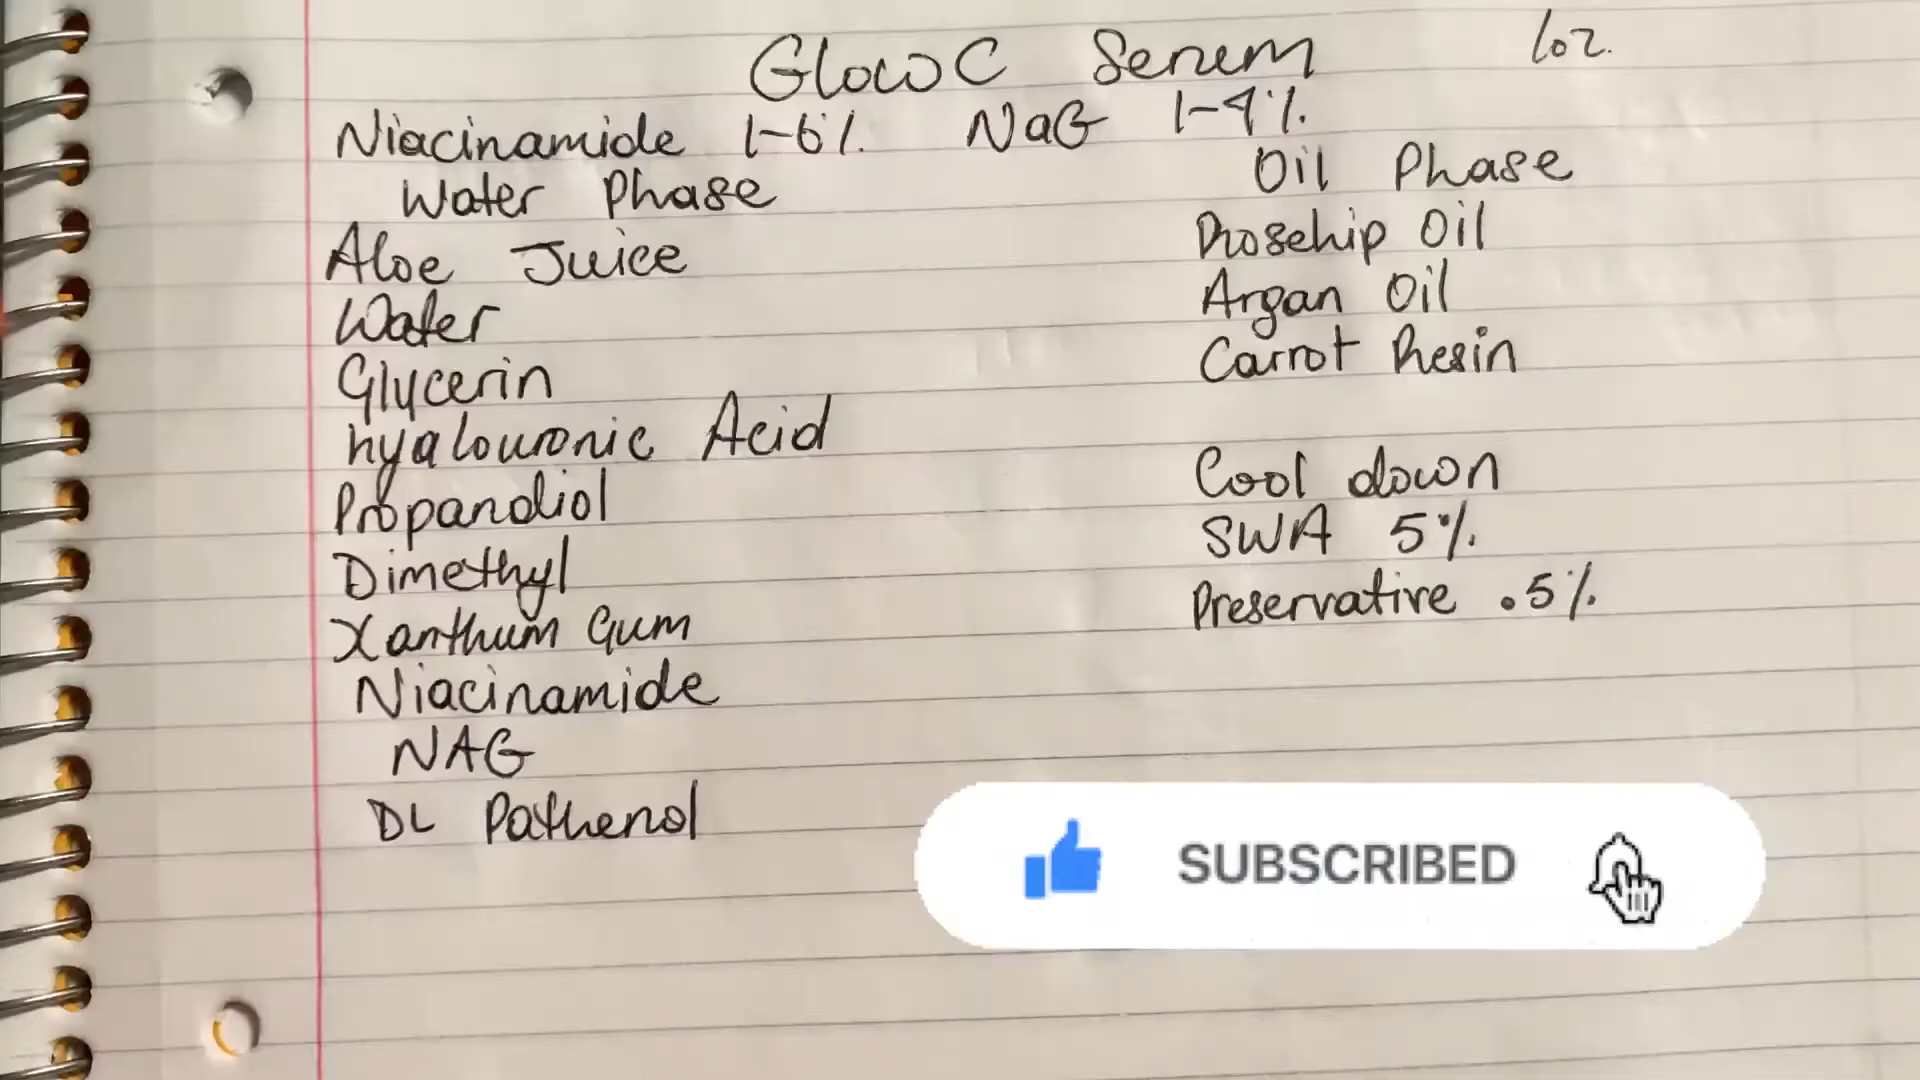 GlowC Serum 1oz.
Niacinamide 1-6% NaG 1-4%
Water Phase
Aloe Juice
Water
Glycerin
hyalouronic Acid
Propandiol
Dimethyl
Xanthum Gum
Niacinamide
NAG
DL Pathenol
Oil Phase
Rosehip Oil
Argan Oil
Carrot Resin
Cool down
SWA 5%
Preservative .5%
SUBSCRIBED